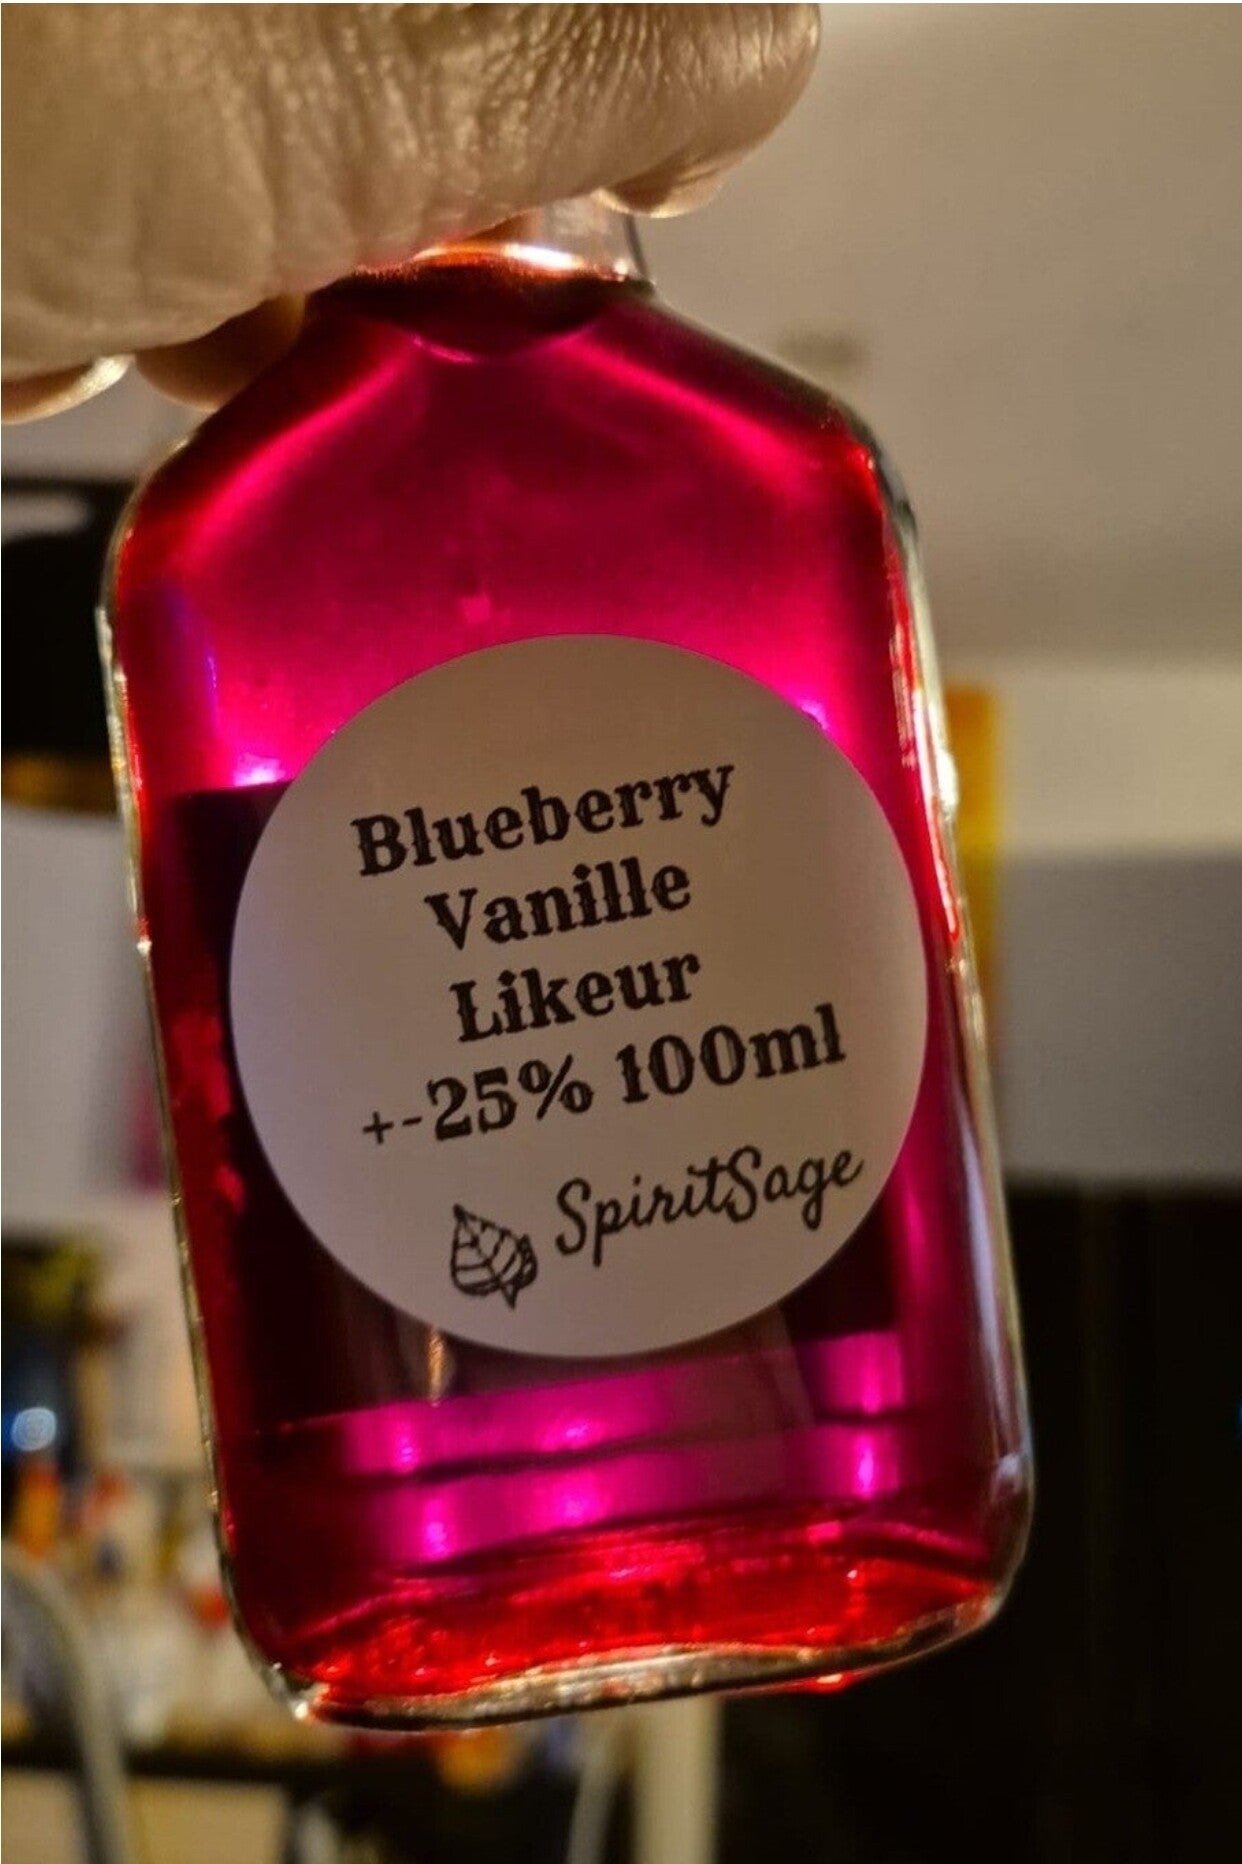 Blueberry
Vanille
Likeur
+-25% 100ml
SpiritSage